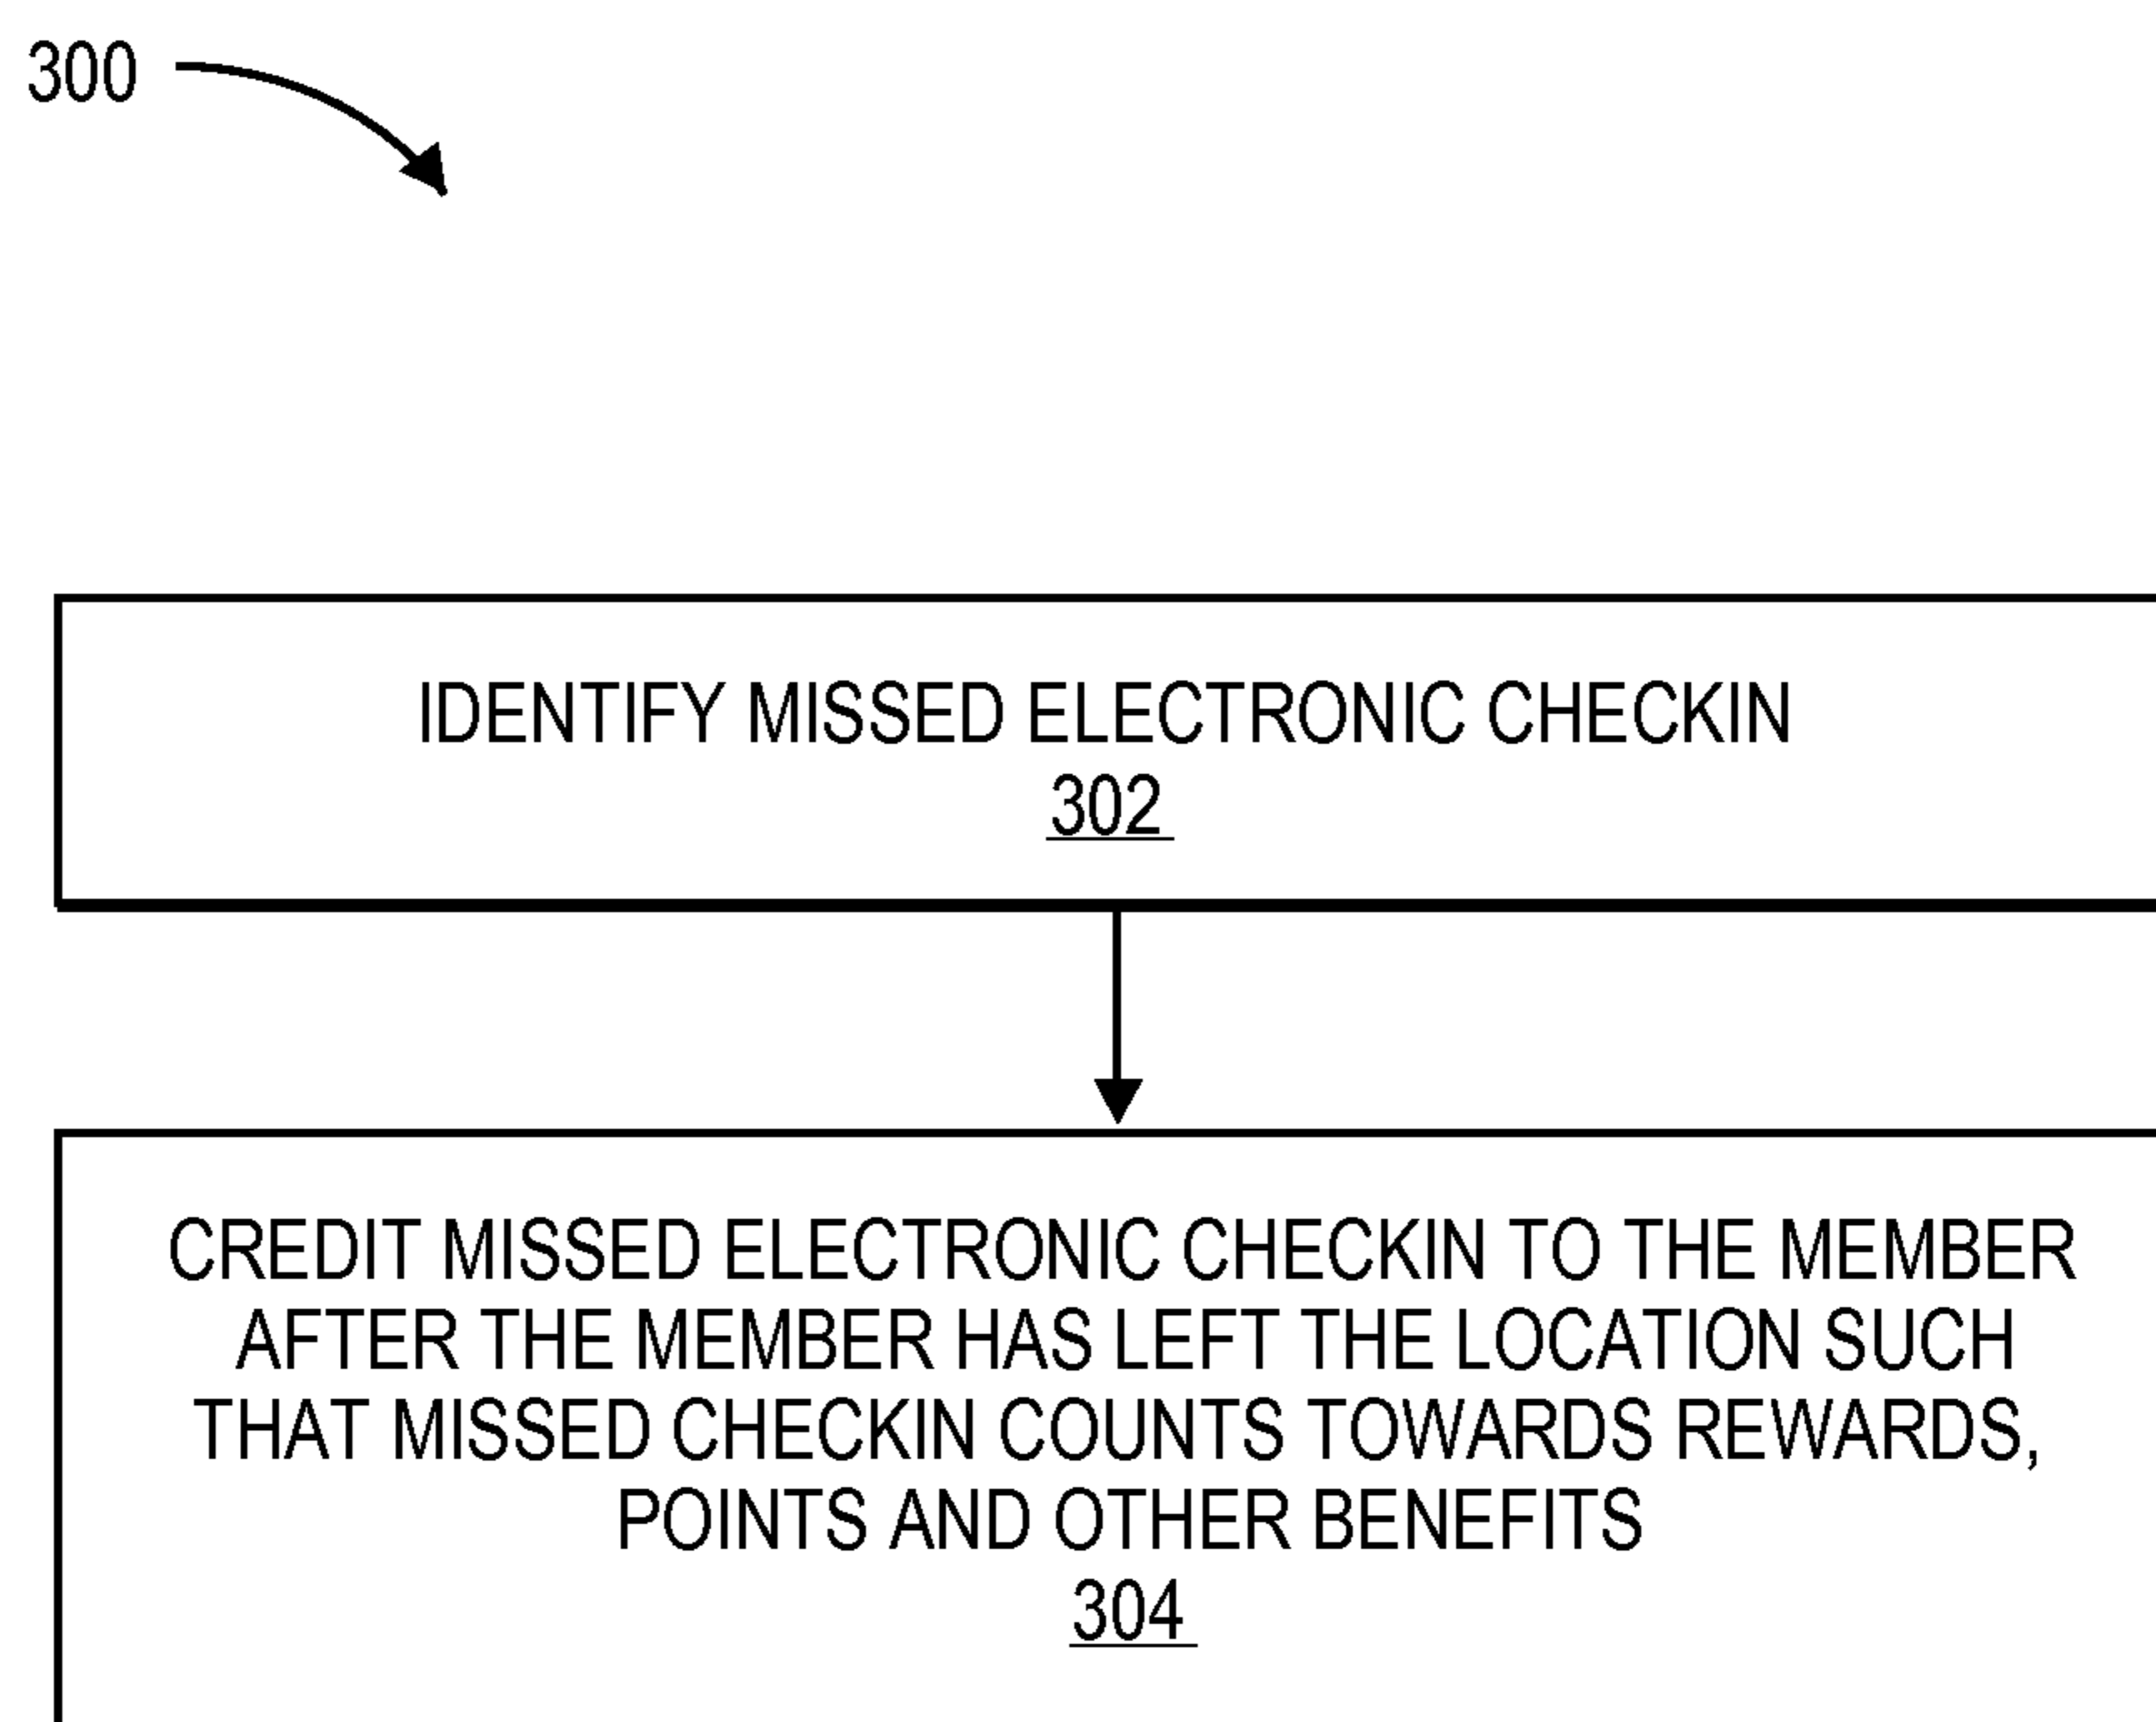 300
IDENTIFY MISSED ELECTRONIC CHECKIN
302
CREDIT MISSED ELECTRONIC CHECKIN TO THE MEMBER
AFTER THE MEMBER HAS LEFT THE LOCATION SUCH
THAT MISSED CHECKIN COUNTS TOWARDS REWARDS,
POINTS AND OTHER BENEFITS
304